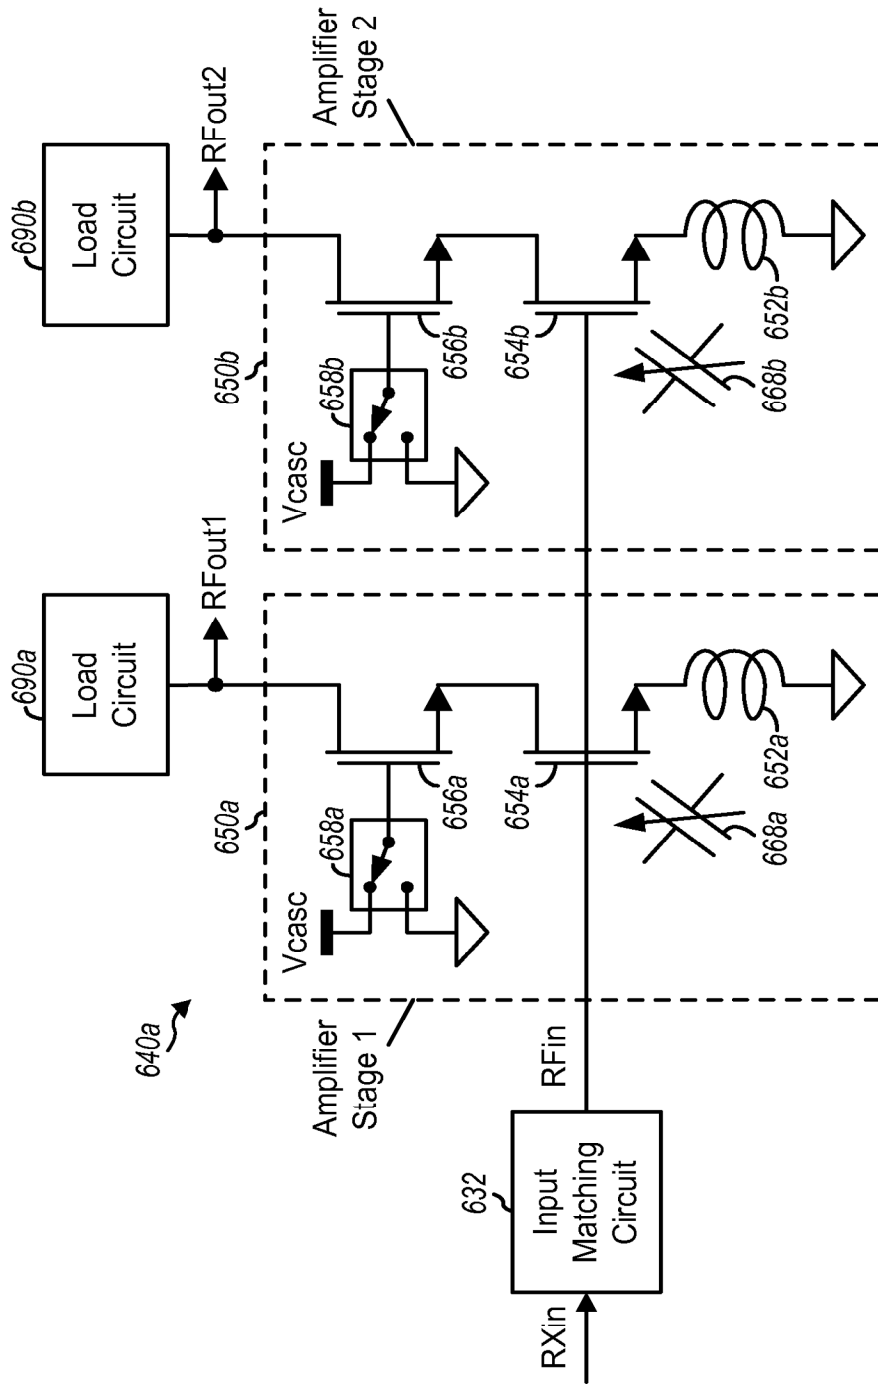 640a
690a
Load
Circuit
RFout1
690b
Load
Circuit
RFout2
Amplifier
Stage 1
650a
Vcasc
658a
656a
654a
668a
652a
Amplifier
Stage 2
650b
Vcasc
658b
656b
654b
668b
652b
RXin
632
Input
Matching
Circuit
RFin